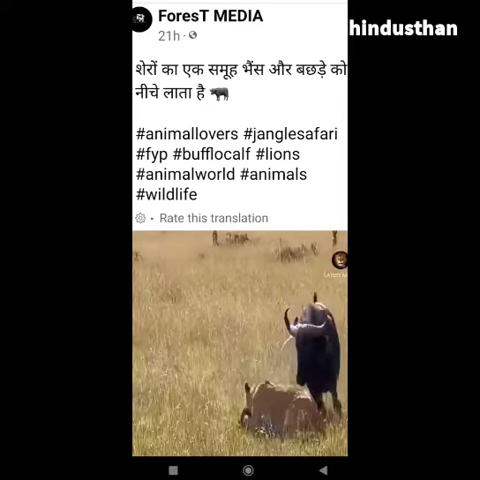 ForesT MEDIA
hindusthan
21h
शेरों का एक समूह भैंस और बछड़े को
नीचे लाता है
#animallovers #janglesafari
#fyp #bufflocalf #lions
#animalworld #animals
#wildlife
Rate this translation